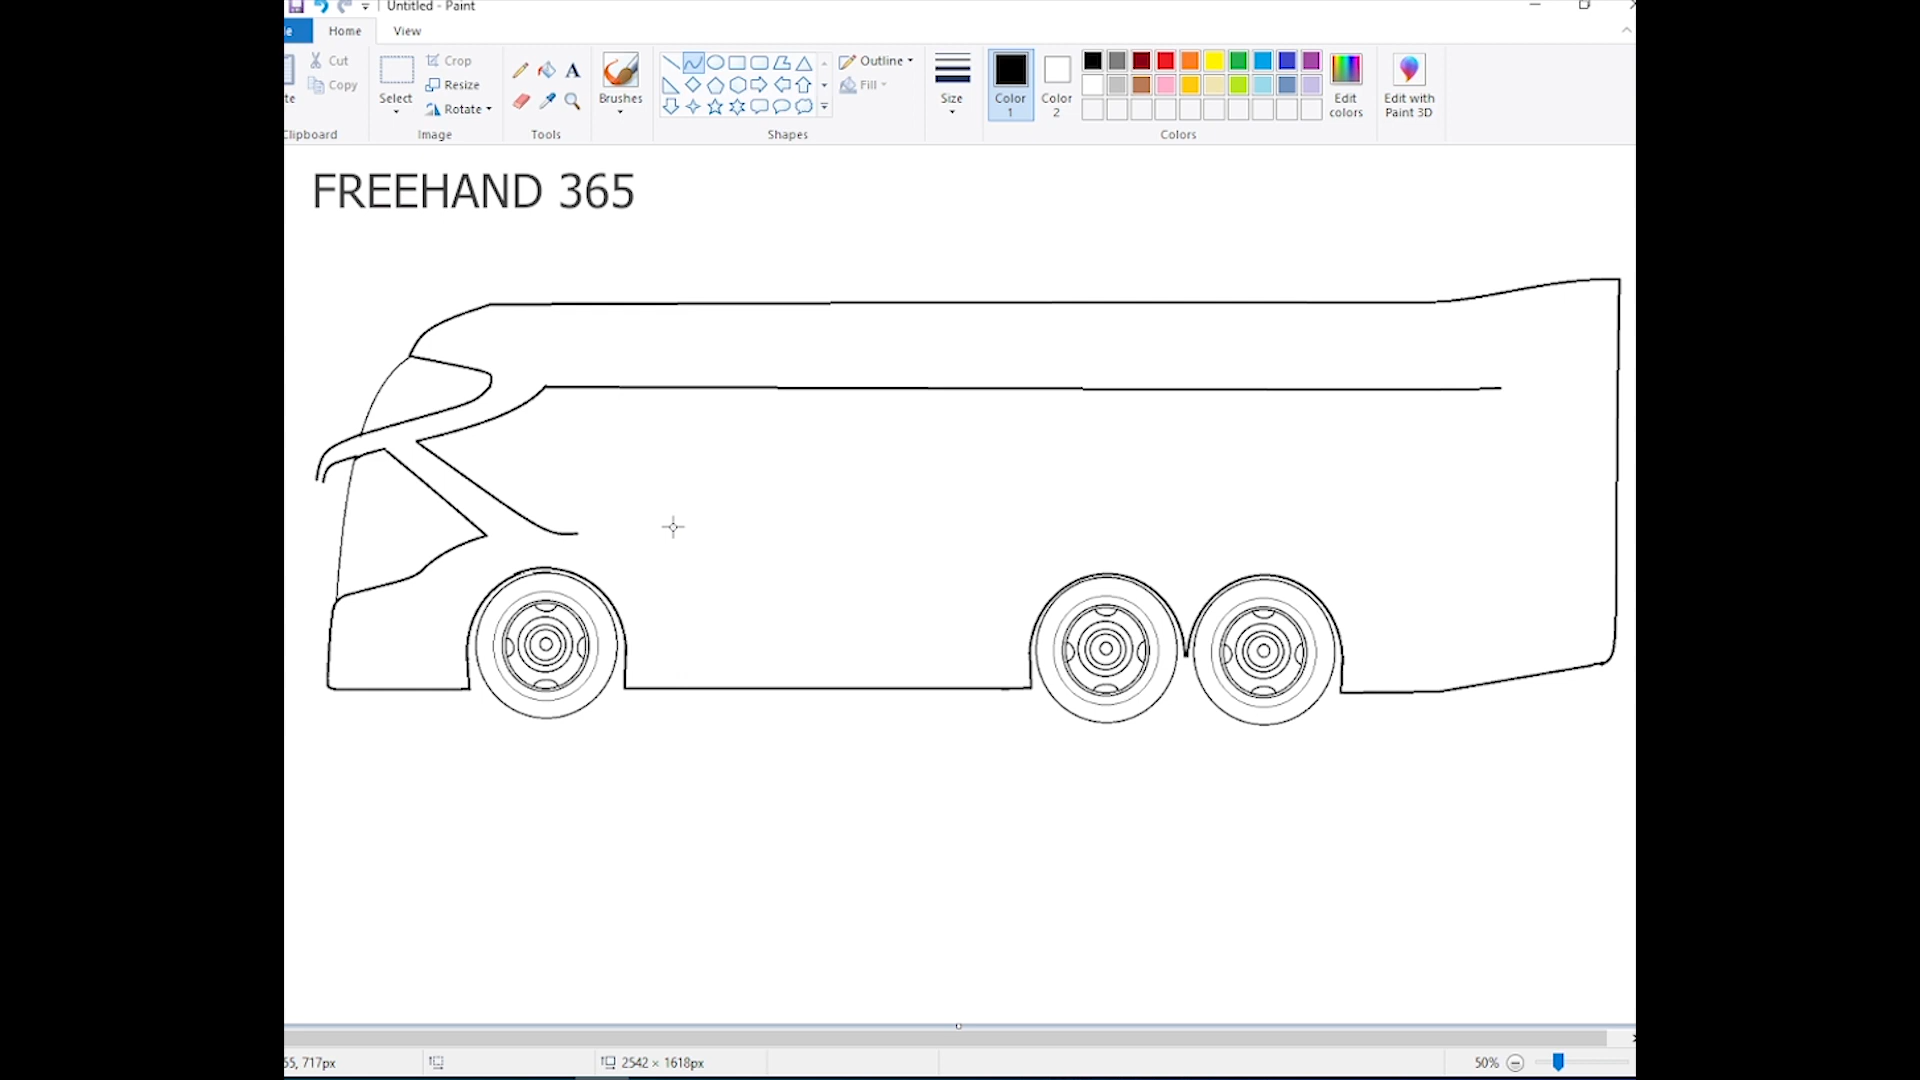 Untitled - Paint
Home View
Cut
Copy
Select
Crop
Resize
Rotate
Brushes
Outline
Fill
Size
Color 1
Color 2
Edit colors
Edit with Paint 3D
Clipboard
Image
Tools
Shapes
Colors
FREEHAND 365
55, 717px
2542 × 1618px
50%